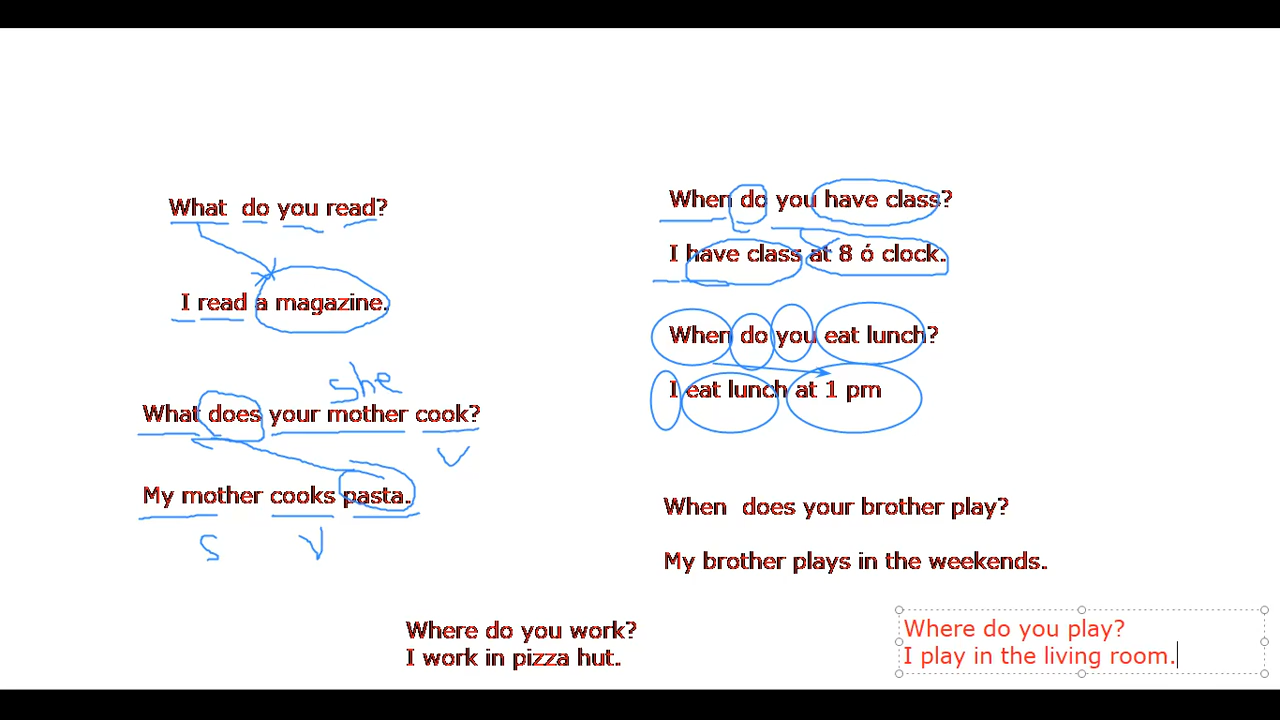 What do you read?
I read a magazine.
she
What does your mother cook?
V
My mother cooks pasta.
S V
When do you have class?
I have class at 8 ó clock.
When do you eat lunch?
I eat lunch at 1 pm
When does your brother play?
My brother plays in the weekends.
Where do you work?
I work in pizza hut.
Where do you play?
I play in the living room.